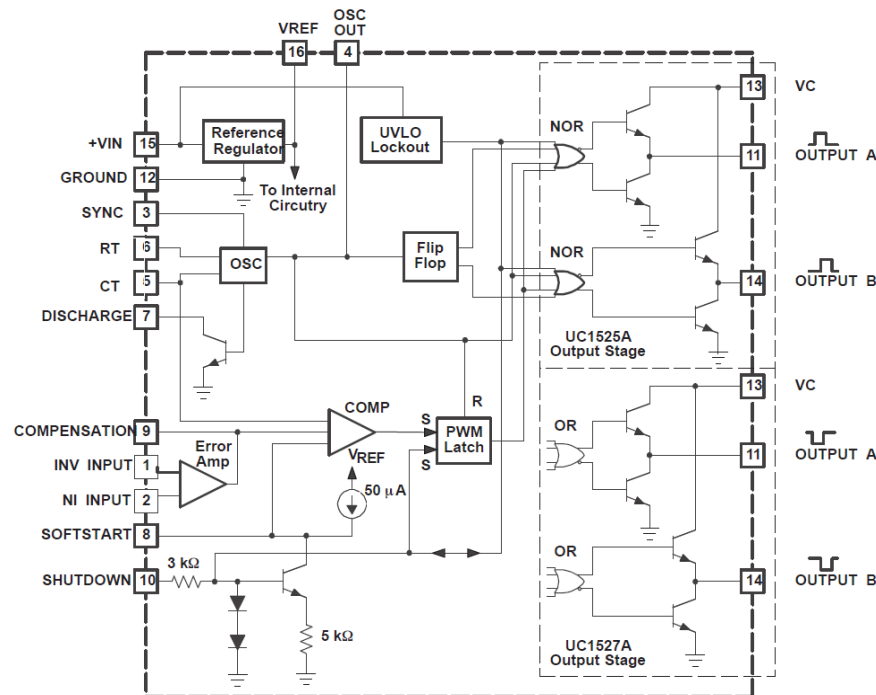 VREF
OSC
OUT
16
4
+VIN
15
Reference
Regulator
UVLO
Lockout
GROUND
12
To Internal
Circutry
SYNC
3
RT
6
OSC
Flip
Flop
CT
5
DISCHARGE
7
NOR
13
VC
11
OUTPUT A
NOR
14
OUTPUT B
UC1525A
Output Stage
R
COMP
S
PWM
Latch
S
COMPENSATION
9
Error
Amp
INV INPUT
1
VREF
50 μA
NI INPUT
2
SOFTSTART
8
SHUTDOWN
10
3 kΩ
5 kΩ
13
VC
OR
11
OUTPUT A
OR
14
OUTPUT B
UC1527A
Output Stage